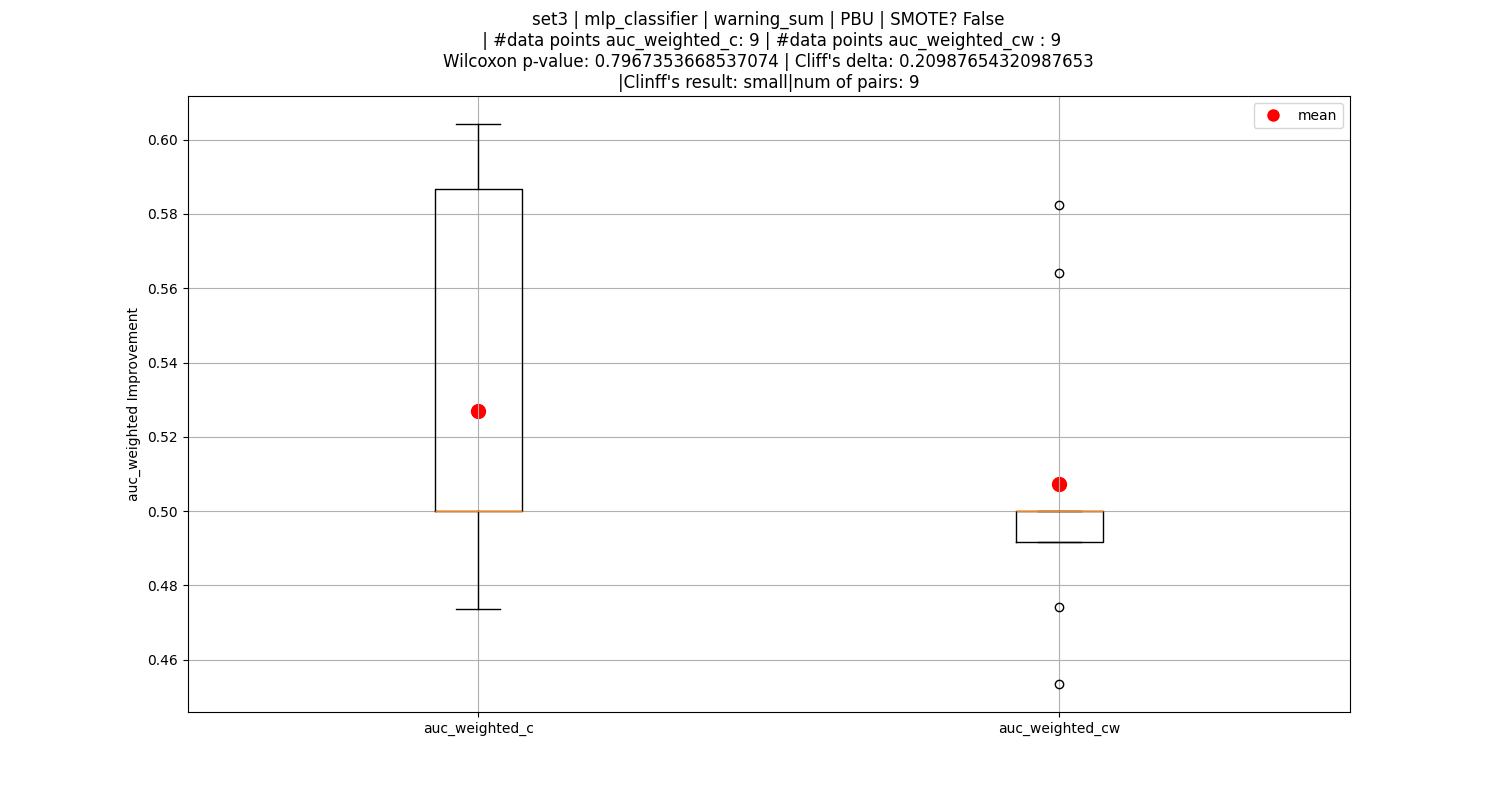 set3 | mlp_classifier | warning_sum | PBU | SMOTE? False
| #data points auc_weighted_c: 9 | #data points auc_weighted_cw : 9
Wilcoxon p-value: 0.7967353668537074 | Cliff's delta: 0.20987654320987653
|Clinff's result: small|num of pairs: 9
mean
0.60
0.58
0.56
0.54
0.52
0.50
0.48
0.46
auc_weighted Improvement
auc_weighted_c
auc_weighted_cw